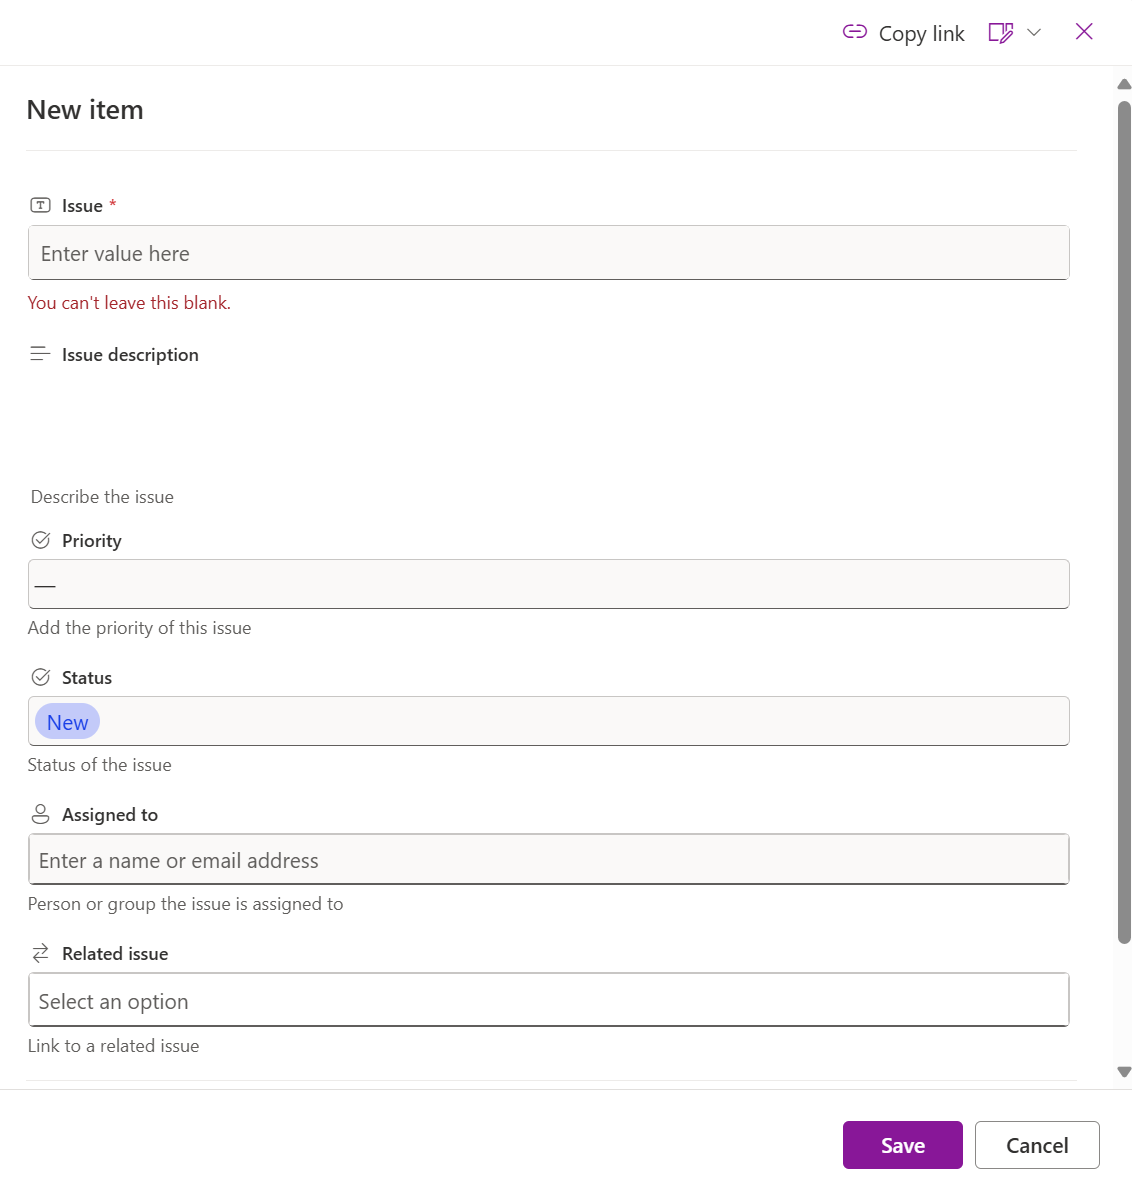 Copy link
New item
Issue *
Enter value here
You can't leave this blank.
Issue description
Describe the issue
Priority
—
Add the priority of this issue
Status
New
Status of the issue
Assigned to
Enter a name or email address
Person or group the issue is assigned to
Related issue
Select an option
Link to a related issue
Save Cancel